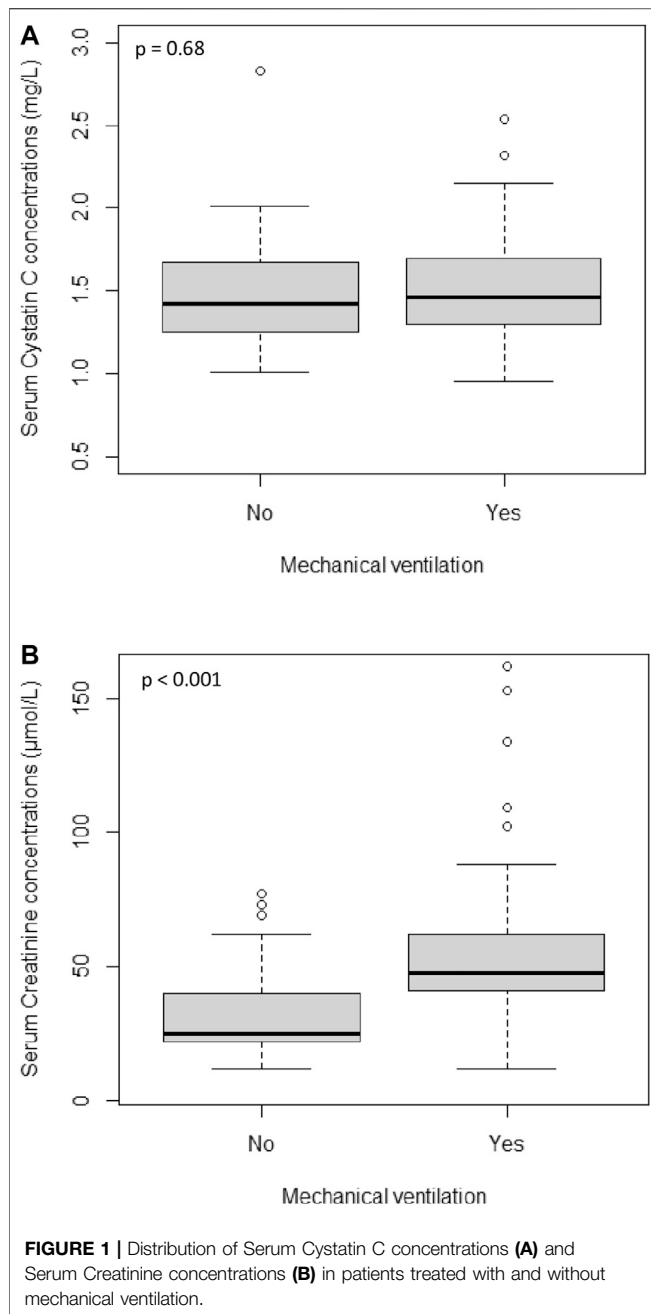 A
p = 0.68
Serum Cystatin C concentrations (mg/L)
3.0
2.5
2.0
1.5
1.0
0.5
No
Yes
Mechanical ventilation
B
p < 0.001
Serum Creatinine concentrations (µmol/L)
150
100
50
0
No
Yes
Mechanical ventilation
FIGURE 1 | Distribution of Serum Cystatin C concentrations (A) and
Serum Creatinine concentrations (B) in patients treated with and without
mechanical ventilation.